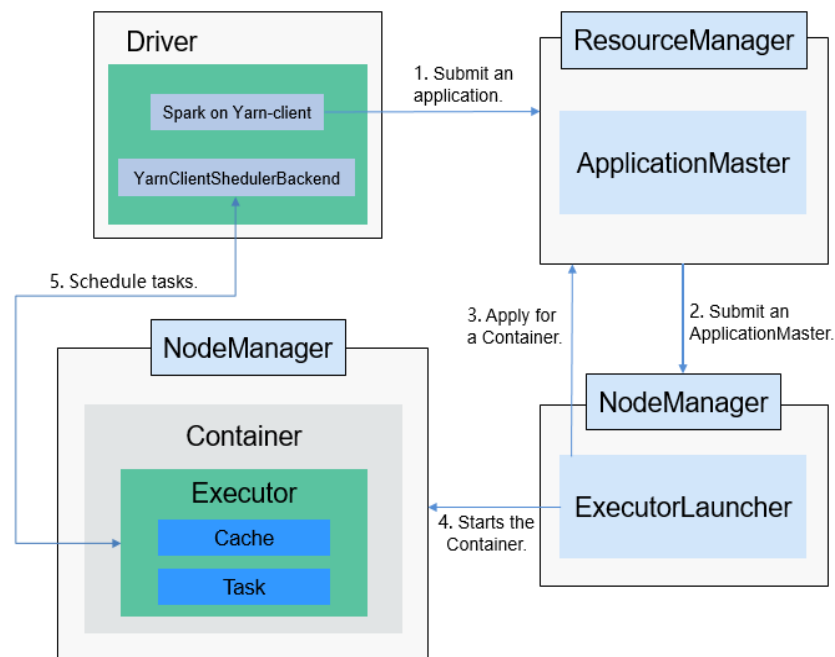 Driver
Spark on Yarn-client
YarnClientShedulerBackend
1. Submit an
application.
ResourceManager
ApplicationMaster
5. Schedule tasks.
3. Apply for
a Container.
2. Submit an
ApplicationMaster.
NodeManager
Container
Executor
Cache
Task
4. Starts the
Container.
NodeManager
ExecutorLauncher